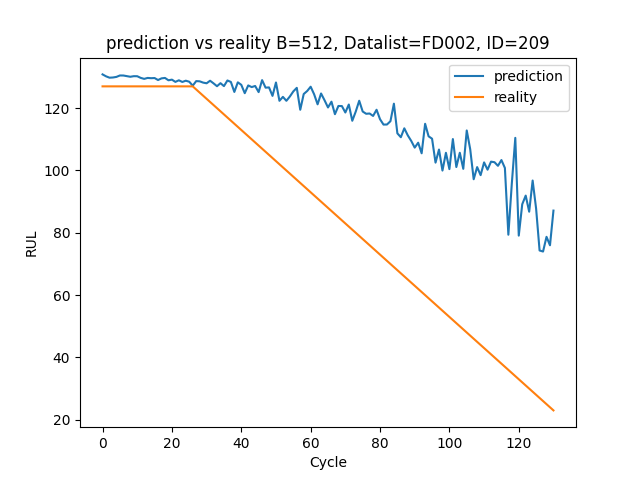 prediction vs reality B=512, Datalist=FD002, ID=209
prediction
reality
RUL
120
100
80
60
40
20
0 20 40 60 80 100 120
Cycle